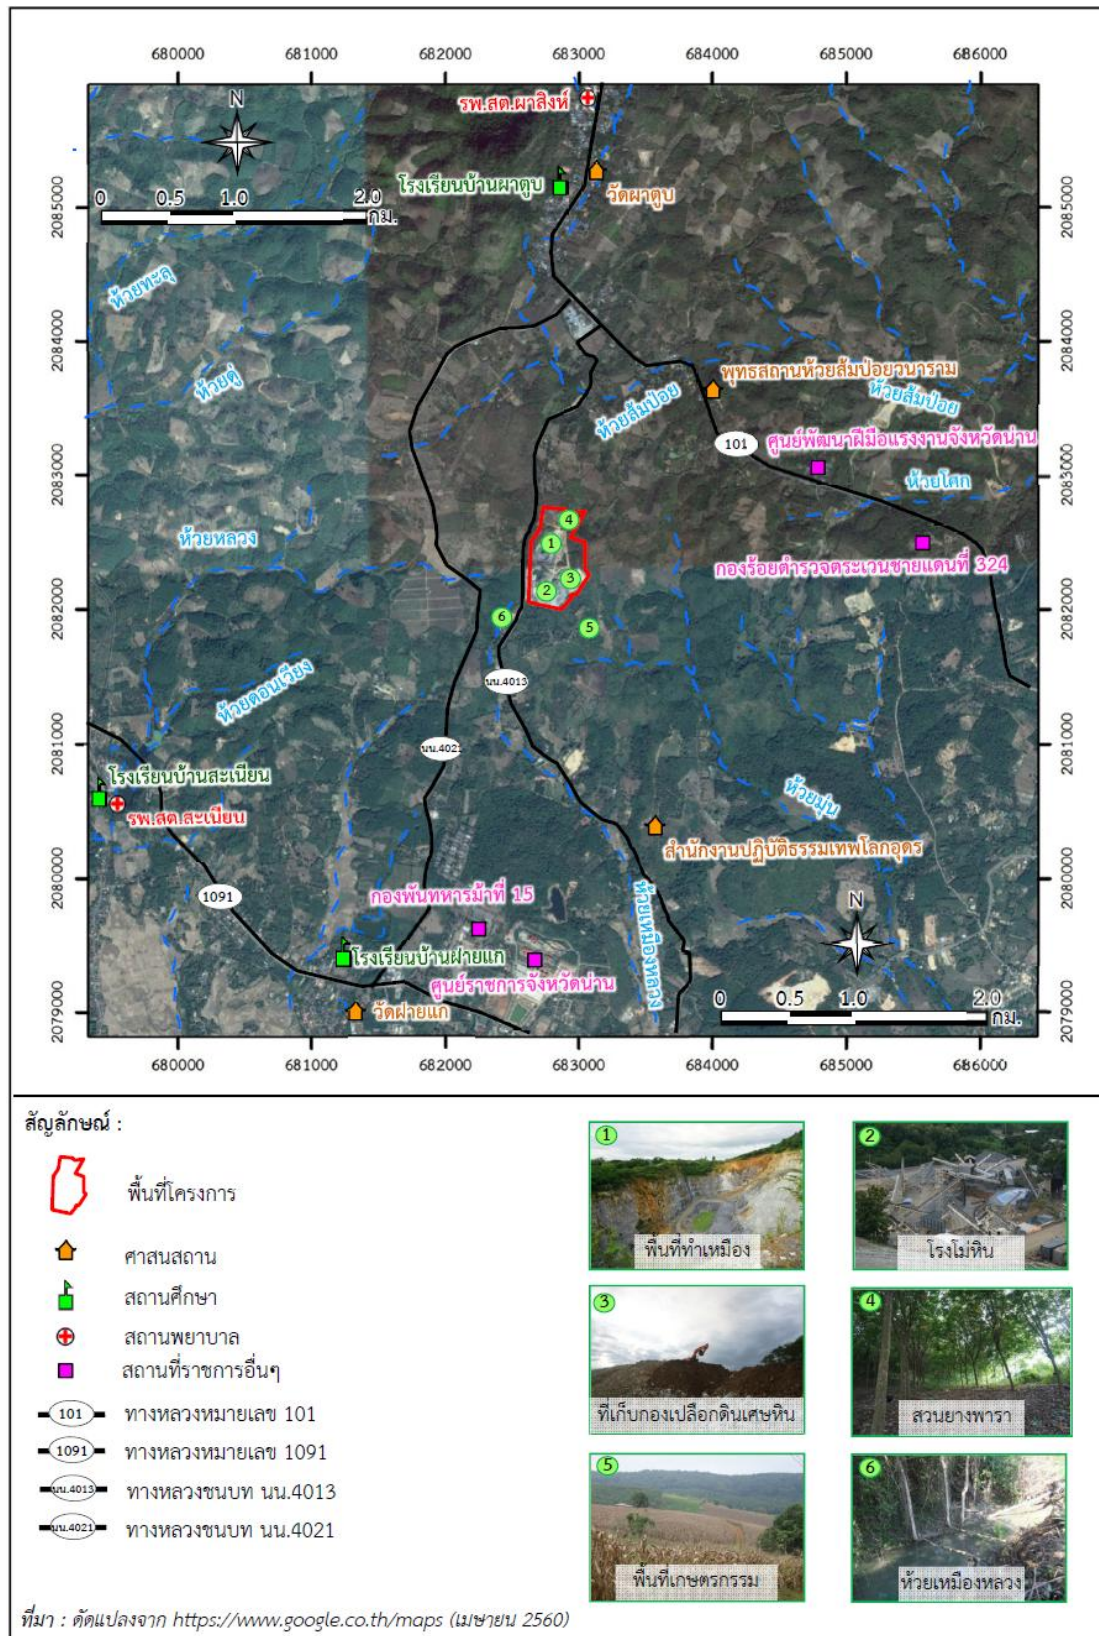 680000 681000 682000 683000 684000 685000 686000
N
รพ.สต.ผาสิงห์
โรงเรียนบ้านผาตูบ
วัดผาตูบ
0 0.5 1.0 2.0
กม.
2085000 2085000
ห้วยทะลุ
2084000 2084000
ห้วยคู่
พุทธสถานห้วยส้มป่อยวนาราม
ห้วยส้มป่อย
ห้วยส้มป่อย
101
ศูนย์พัฒนาฝีมือแรงงานจังหวัดน่าน
2083000 2083000
ห้วยโศก
4
ห้วยหลวง
1
กองร้อยตำรวจตระเวนชายแดนที่ 324
3
2
2082000 2082000
6
5
นน.4013
ห้วยดอนเวียง
นน.4021
2081000 2081000
โรงเรียนบ้านสะเนียน
รพ.สต.สะเนียน
ห้วยมุ่น
สำนักงานปฏิบัติธรรมเทพโลกอุดร
2080000 2080000
กองพันทหารม้าที่ 15
1091
N
ห้วยเหมืองหลวง
โรงเรียนบ้านฝายแก
ศูนย์ราชการจังหวัดน่าน
วัดฝายแก
0 0.5 1.0 2.0
กม.
2079000 2079000
680000 681000 682000 683000 684000 685000 686000
สัญลักษณ์ :
พื้นที่โครงการ
ศาสนสถาน
สถานศึกษา
สถานพยาบาล
สถานที่ราชการอื่นๆ
101 ทางหลวงหมายเลข 101
1091 ทางหลวงหมายเลข 1091
นน.4013 ทางหลวงชนบท นน.4013
นน.4021 ทางหลวงชนบท นน.4021
1
พื้นที่ทำเหมือง
2
โรงโม่หิน
3
ที่เก็บกองเปลือกดินเศษหิน
4
สวนยางพารา
5
พื้นที่เกษตรกรรม
6
ห้วยเหมืองหลวง
ที่มา : ดัดแปลงจาก https://www.google.co.th/maps (เมษายน 2560)